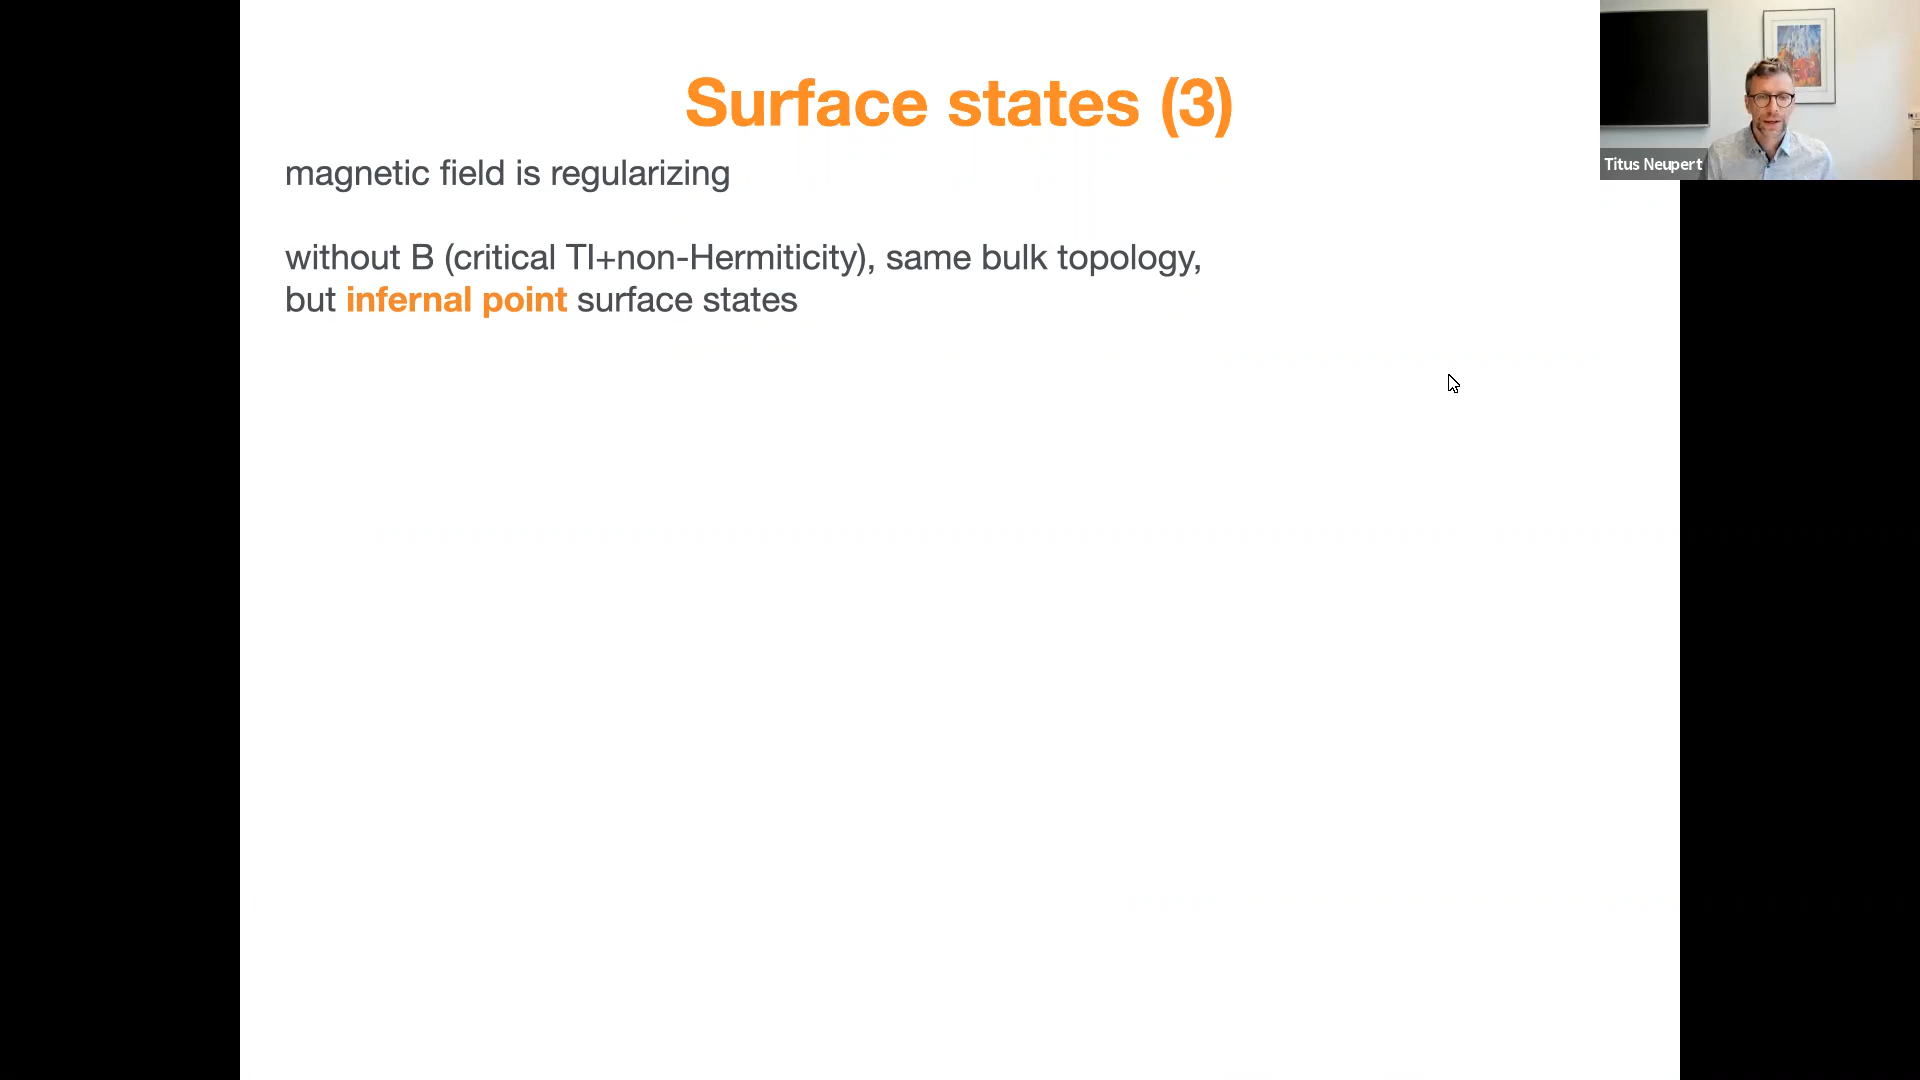 Surface states (3)
magnetic field is regularizing
without B (critical TI+non-Hermiticity), same bulk topology,
but infernal point surface states
Titus Neupert